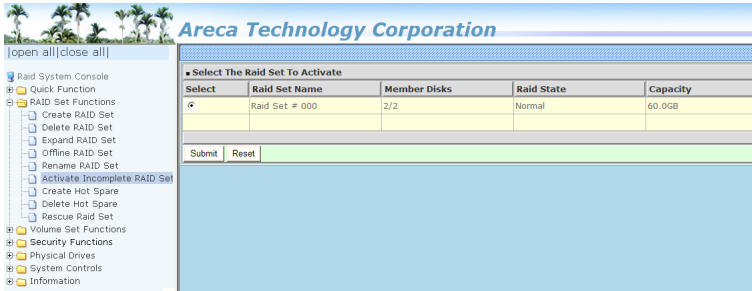 Areca Technology Corporation
|open all|close all|
Raid System Console
Quick Function
RAID Set Functions
Create RAID Set
Delete RAID Set
Expand RAID Set
Offline RAID Set
Rename RAID Set
Activate Incomplete RAID Set
Create Hot Spare
Delete Hot Spare
Rescue Raid Set
Volume Set Functions
Security Functions
Physical Drives
System Controls
Information
Select The Raid Set To Activate
Select Raid Set Name Member Disks Raid State Capacity
Raid Set # 000 2/2 Normal 60.0GB
Submit Reset